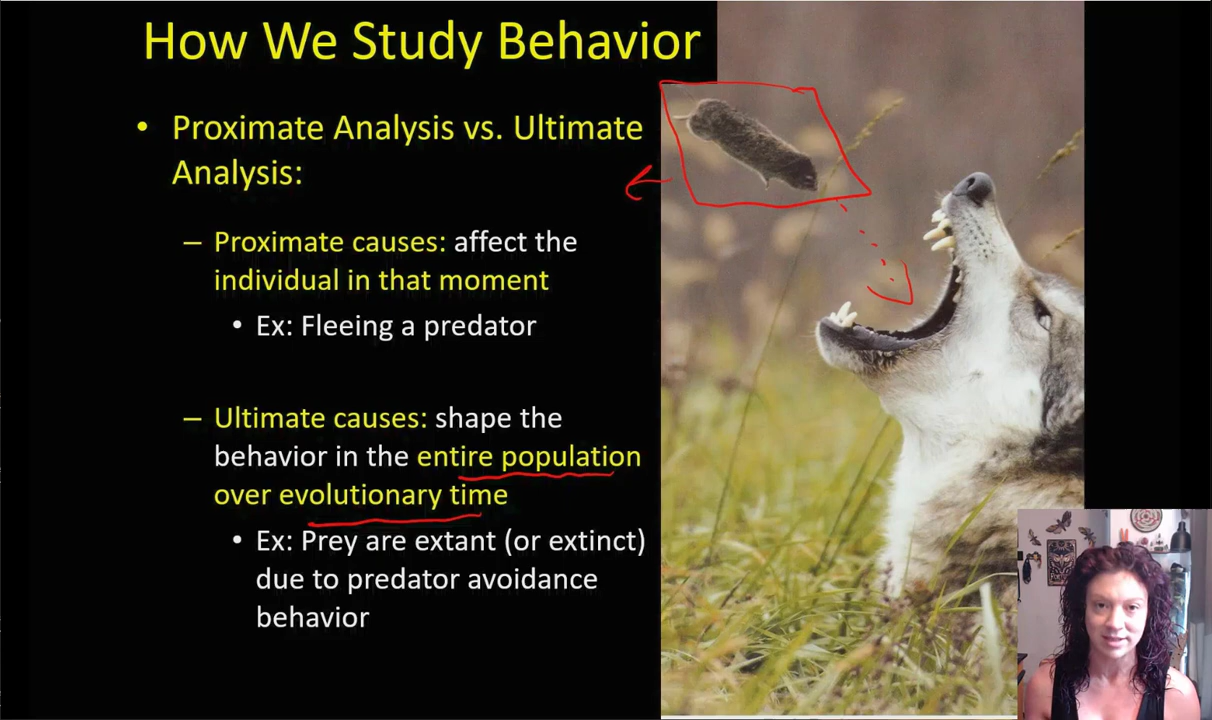 How We Study Behavior
• Proximate Analysis vs. Ultimate
Analysis:
– Proximate causes: affect the
individual in that moment
• Ex: Fleeing a predator
– Ultimate causes: shape the
behavior in the entire population
over evolutionary time
• Ex: Prey are extant (or extinct)
due to predator avoidance
behavior